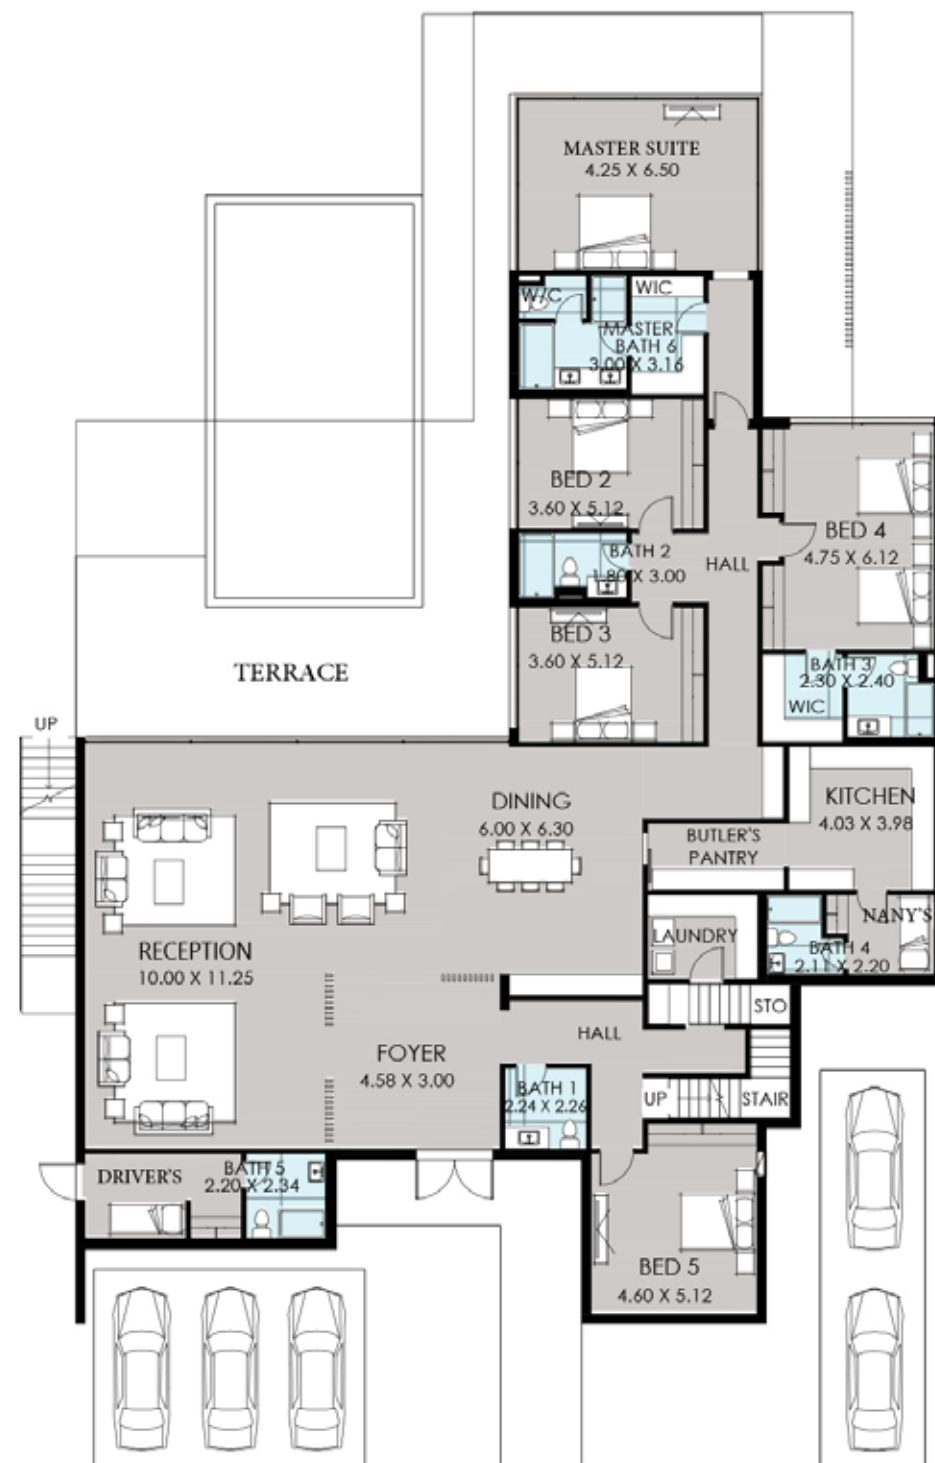 MASTER SUITE
4.25 X 6.50
W/C
WIC
MASTER
BATH 6
3.00 X 3.16
BED 2
3.60 X 5.12
BED 4
4.75 X 6.12
BATH 2
1.80 X 3.00
HALL
BED 3
3.60 X 5.12
BATH 3
2.30 X 2.40
WIC
TERRACE
UP
DINING
6.00 X 6.30
KITCHEN
4.03 X 3.98
BUTLER'S
PANTRY
RECEPTION
10.00 X 11.25
LAUNDRY
NANY'S
BATH 4
2.11 X 2.20
STO
HALL
FOYER
4.58 X 3.00
BATH 1
2.24 X 2.26
UP
STAIR
DRIVER'S
BATH 5
2.20 X 2.34
BED 5
4.60 X 5.12